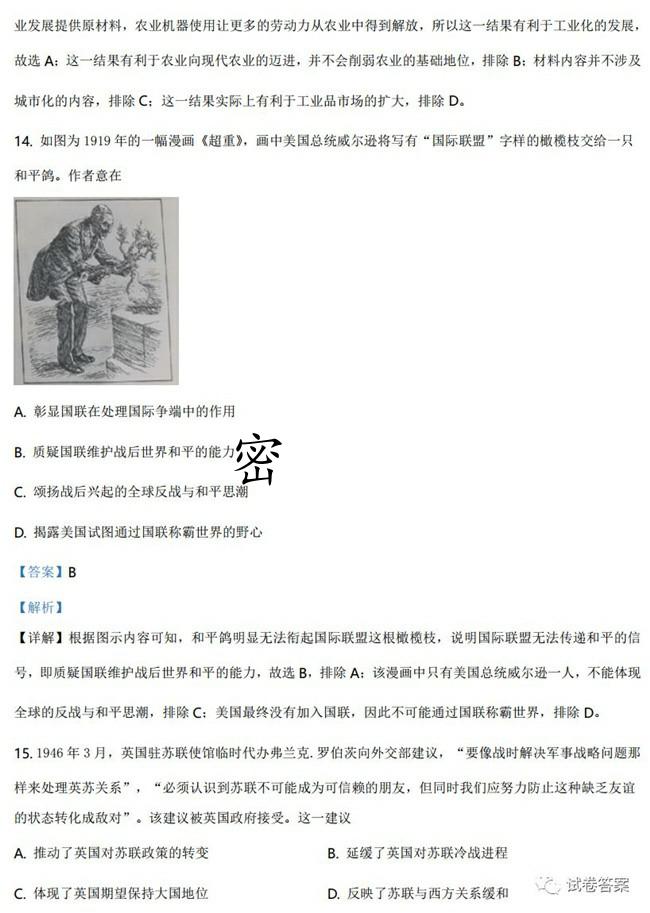 业发展提供原材料，农业机器使用让更多的劳动力从农业中得到解放，所以这一结果有利于工业化的发展，
故选 A；这一结果有利于农业向现代农业的迈进，并不会削弱农业的基础地位，排除 B；材料内容并不涉及
城市化的内容，排除 C；这一结果实际上有利于工业品市场的扩大，排除 D。
14. 如图为 1919 年的一幅漫画《超重》，画中美国总统威尔逊将写有“国际联盟”字样的橄榄枝交给一只
和平鸽。作者意在
A. 彰显国联在处理国际争端中的作用
B. 质疑国联维护战后世界和平的能力
密
C. 颂扬战后兴起的全球反战与和平思潮
D. 揭露美国试图通过国联称霸世界的野心
【答案】B
【解析】
【详解】根据图示内容可知，和平鸽明显无法衔起国际联盟这根橄榄枝，说明国际联盟无法传递和平的信
号，即质疑国联维护战后世界和平的能力，故选 B，排除 A；该漫画中只有美国总统威尔逊一人，不能体现
全球的反战与和平思潮，排除 C；美国最终没有加入国联，因此不可能通过国联称霸世界，排除 D。
15. 1946 年 3 月，英国驻苏联使馆临时代办弗兰克.罗伯茨向外交部建议，“要像战时解决军事战略问题那
样来处理英苏关系”，“必须认识到苏联不可能成为可信赖的朋友，但同时我们应努力防止这种缺乏友谊
的状态转化成敌对”。该建议被英国政府接受。这一建议
A. 推动了英国对苏联政策的转变 B. 延缓了英国对苏联冷战进程
C. 体现了英国期望保持大国地位 D. 反映了苏联与西方关系缓和
试卷答案